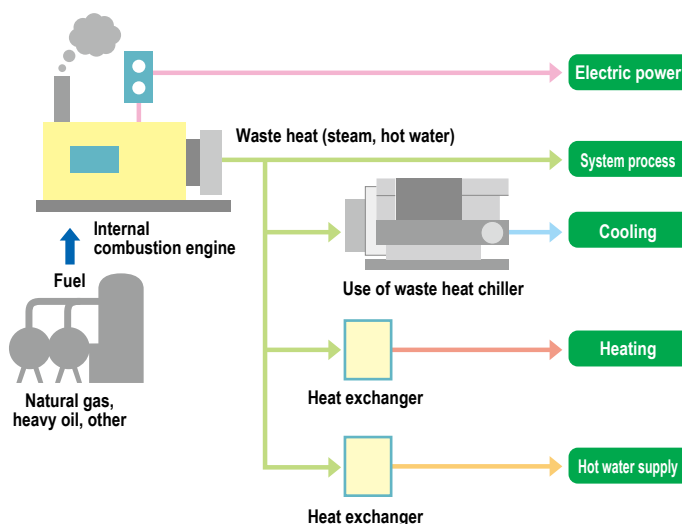 Electric power
Waste heat (steam, hot water)
System process
Internal
combustion engine
Cooling
Fuel
Use of waste heat chiller
Heating
Natural gas,
heavy oil, other
Heat exchanger
Hot water supply
Heat exchanger